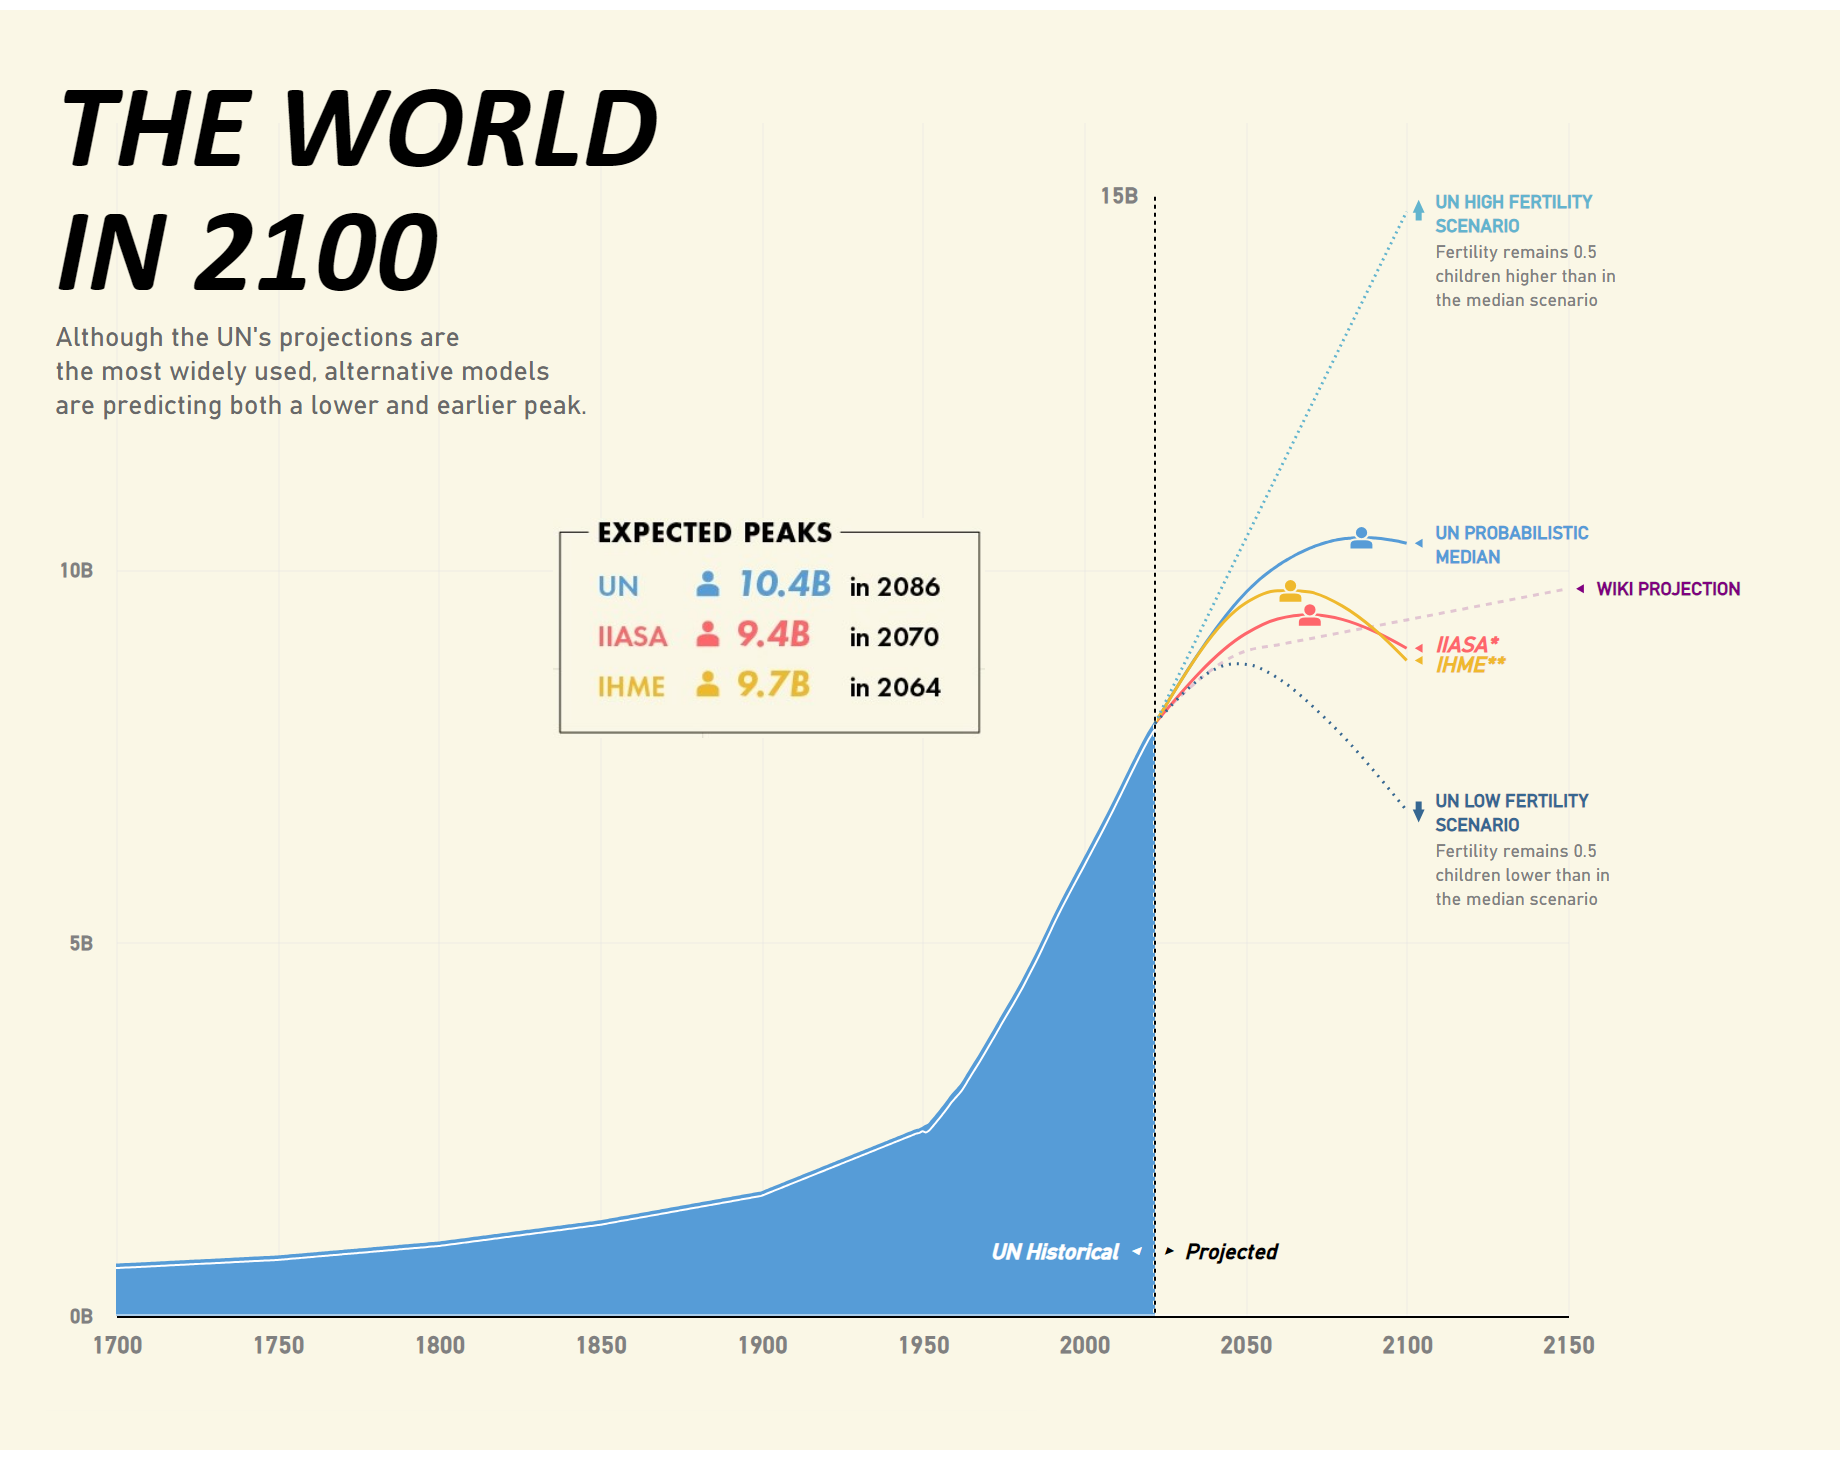 THE WORLD
IN 2100
Although the UN's projections are
the most widely used, alternative models
are predicting both a lower and earlier peak.
15B
10B
5B
0B
EXPECTED PEAKS
UN 10.4B in 2086
IIASA 9.4B in 2070
IHME 9.7B in 2064
UN HIGH FERTILITY
SCENARIO
Fertility remains 0.5
children higher than in
the median scenario
UN PROBABILISTIC
MEDIAN
WIKI PROJECTION
IIASA*
IHME**
UN LOW FERTILITY
SCENARIO
Fertility remains 0.5
children lower than in
the median scenario
UN Historical
Projected
1700 1750 1800 1850 1900 1950 2000 2050 2100 2150